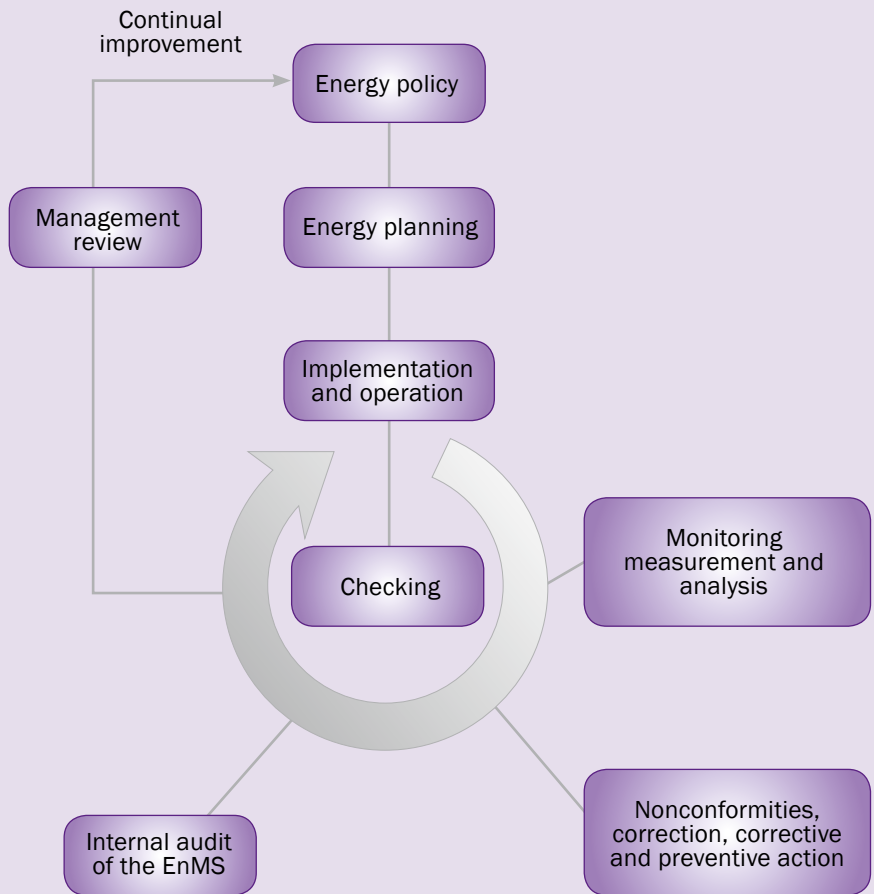 Continual
improvement
Energy policy
Management
review
Energy planning
Implementation
and operation
Checking
Monitoring
measurement and
analysis
Internal audit
of the EnMS
Nonconformities,
correction, corrective
and preventive action